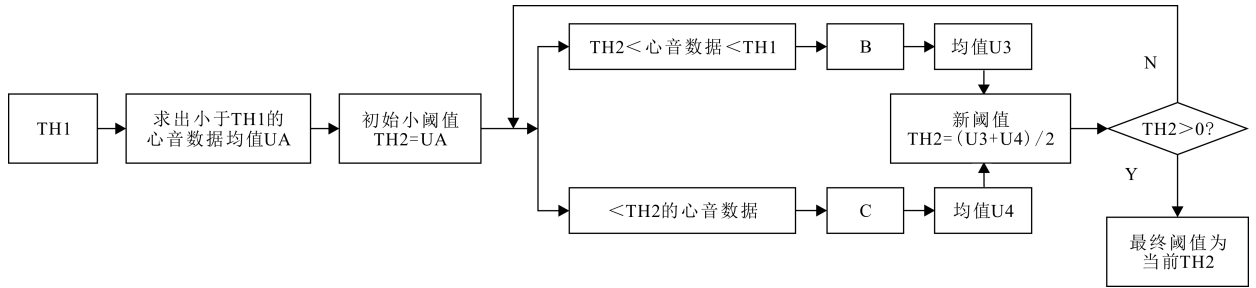 TH1
求出小于TH1的
心音数据均值UA
初始小阈值
TH2=UA
TH2<心音数据<TH1
B
均值U3
<TH2的心音数据
C
均值U4
新阈值
TH2=(U3+U4)/2
TH2>0?
N
Y
最终阈值为
当前TH2